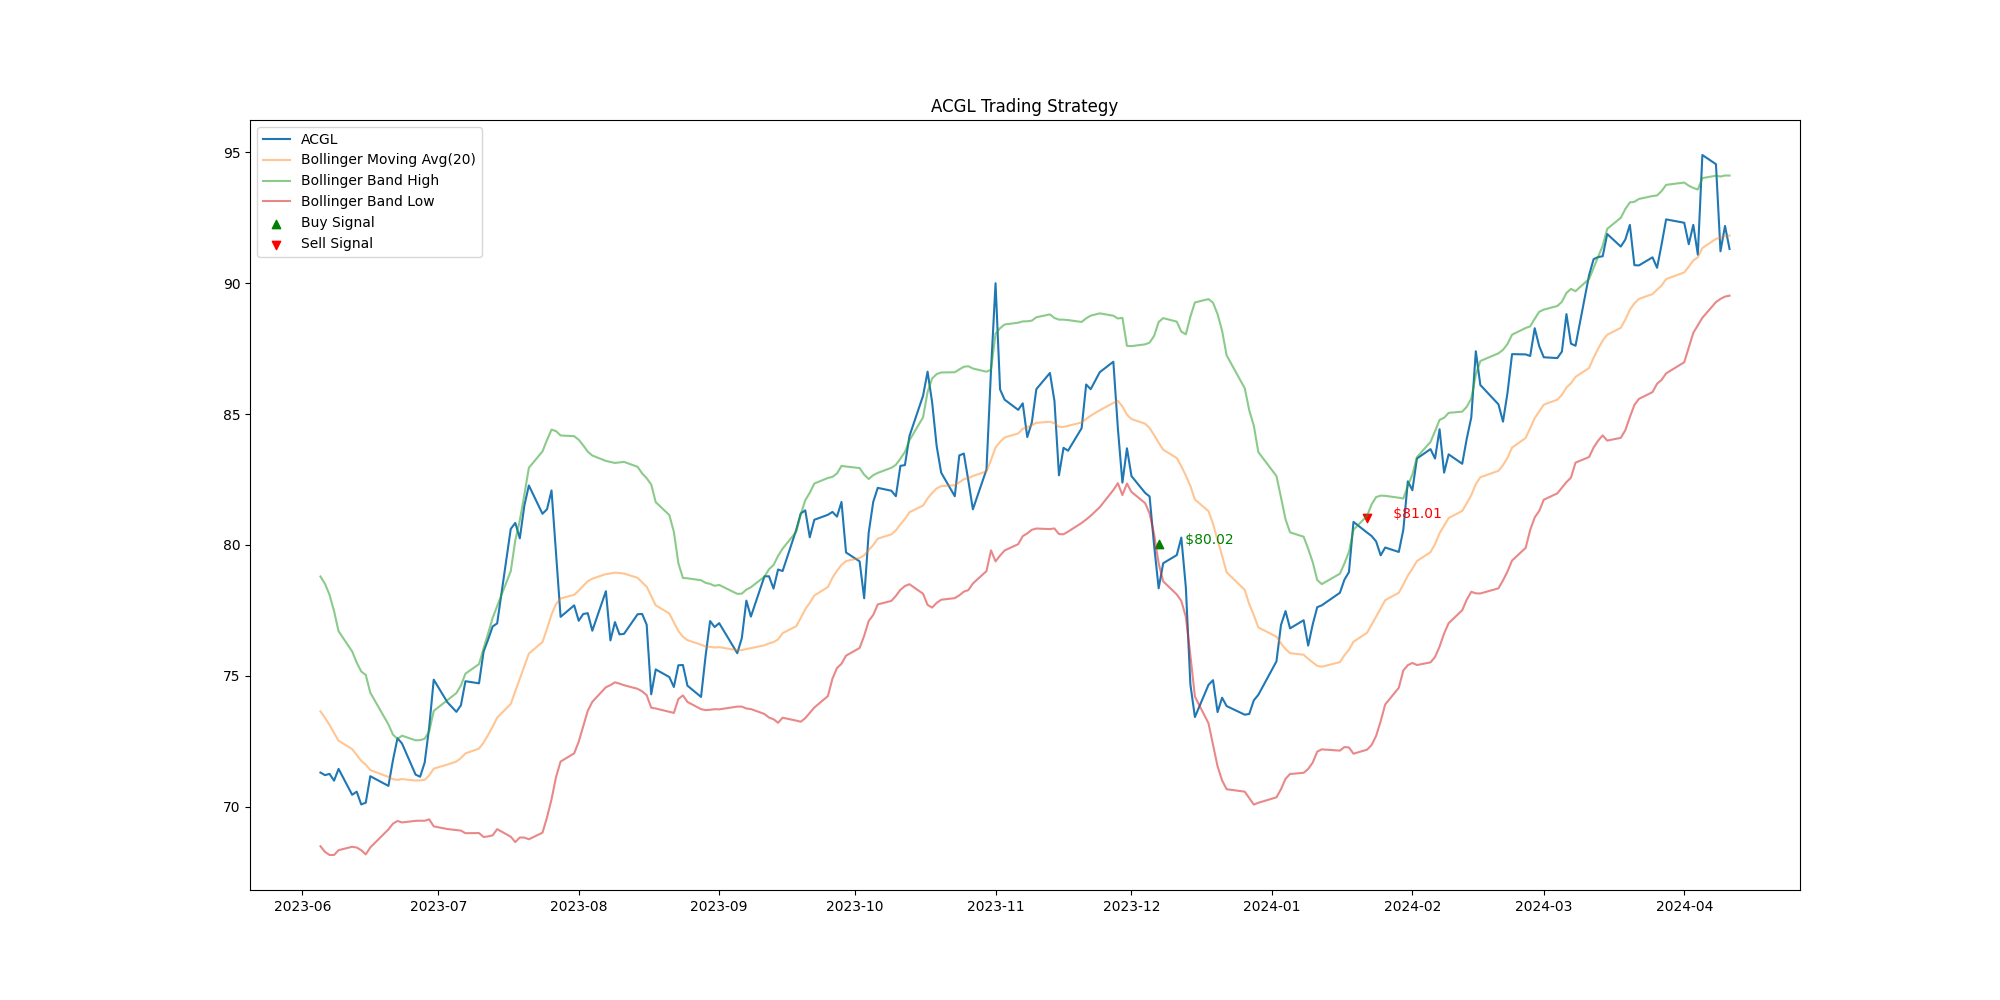 ACGL Trading Strategy
ACGL
Bollinger Moving Avg(20)
Bollinger Band High
Bollinger Band Low
Buy Signal
Sell Signal
95
90
85
80
75
70
$80.02
$81.01
2023-06 2023-07 2023-08 2023-09 2023-10 2023-11 2023-12 2024-01 2024-02 2024-03 2024-04